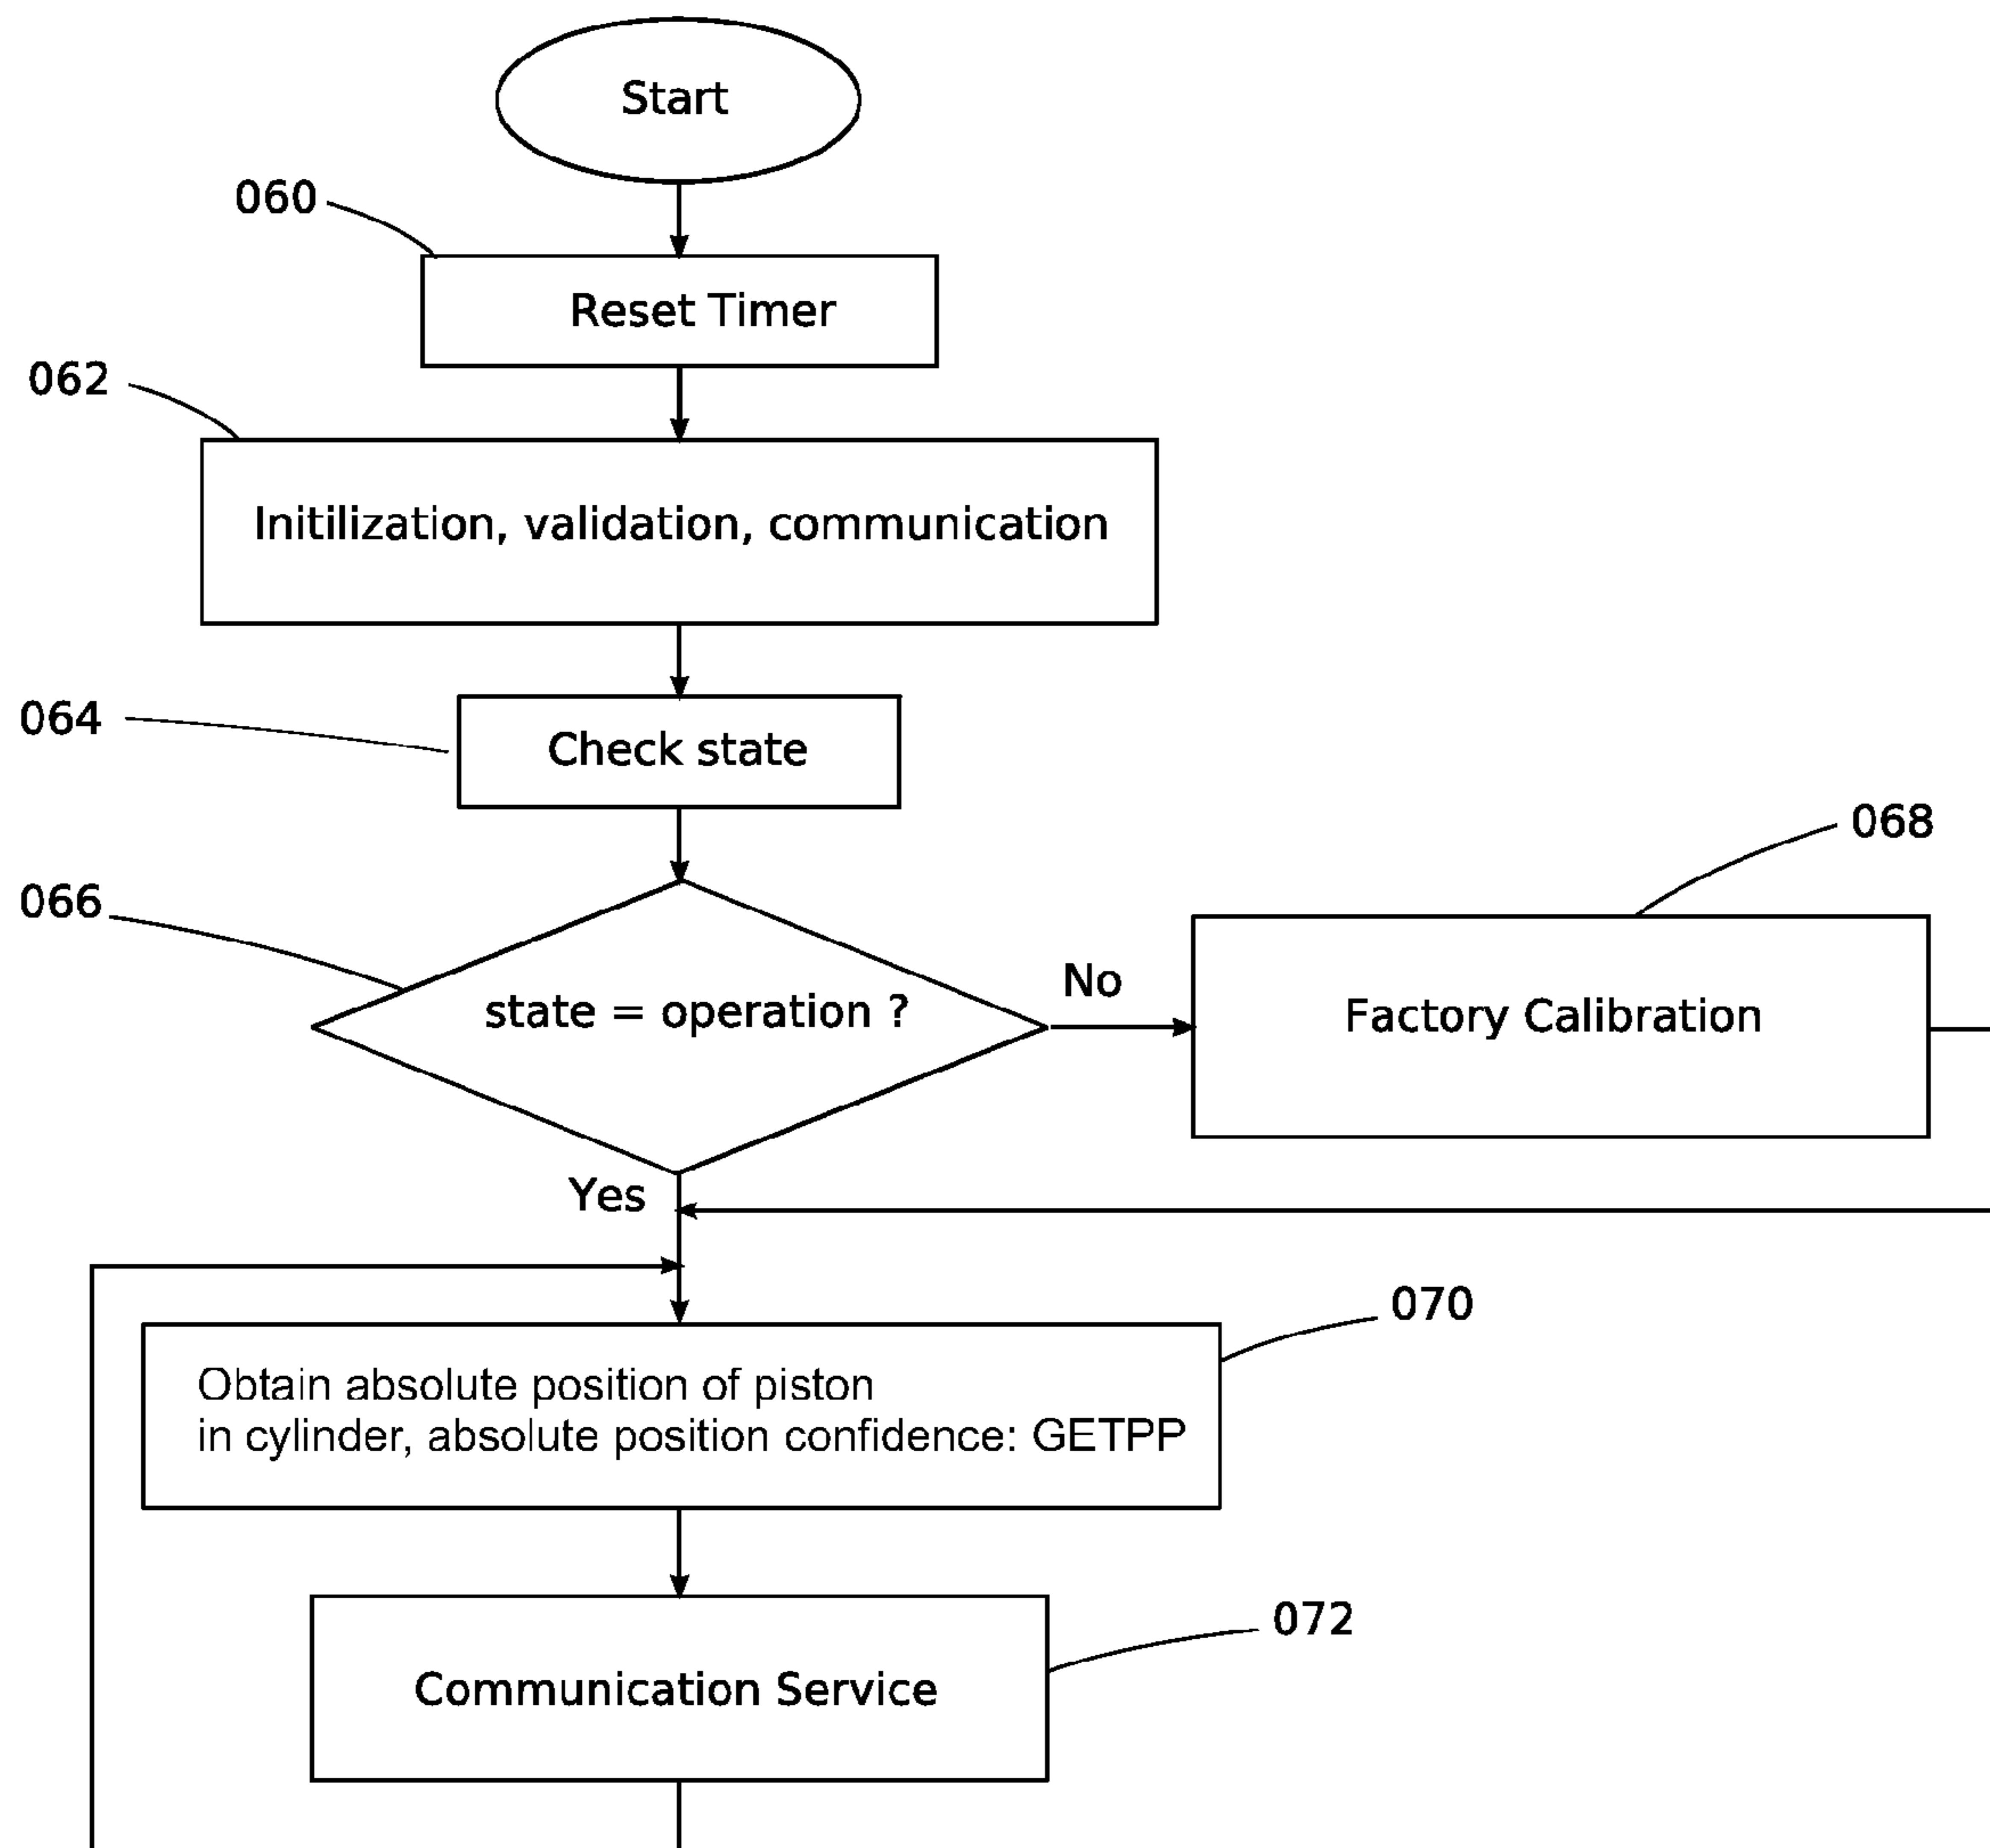 Start
060
Reset Timer
062
Initilization, validation, communication
064
Check state
068
066
state = operation ?
No
Factory Calibration
Yes
070
Obtain absolute position of piston
in cylinder, absolute position confidence: GETPP
072
Communication Service